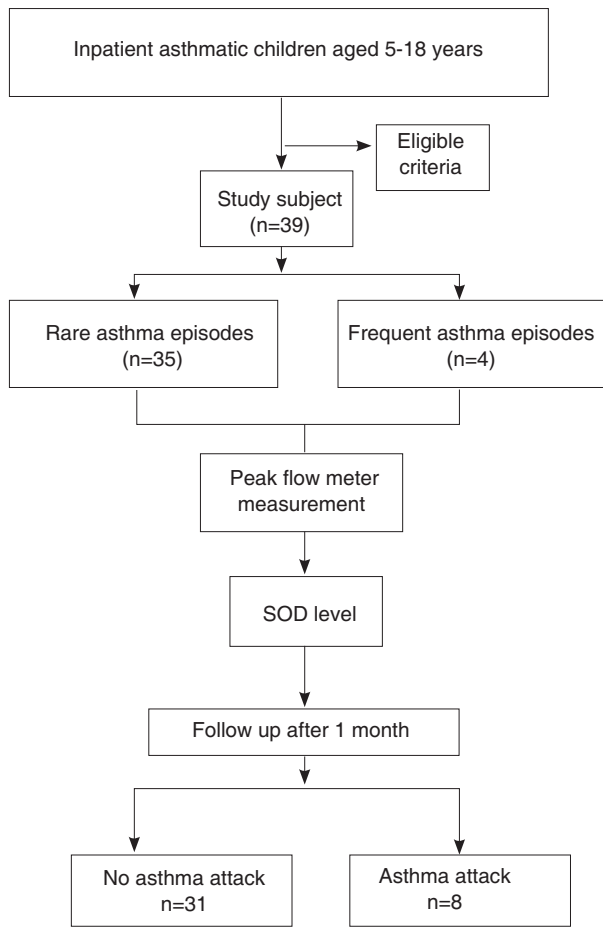 Inpatient asthmatic children aged 5-18 years
Eligible
criteria
Study subject
(n=39)
Rare asthma episodes
(n=35)
Frequent asthma episodes
(n=4)
Peak flow meter
measurement
SOD level
Follow up after 1 month
No asthma attack
n=31
Asthma attack
n=8